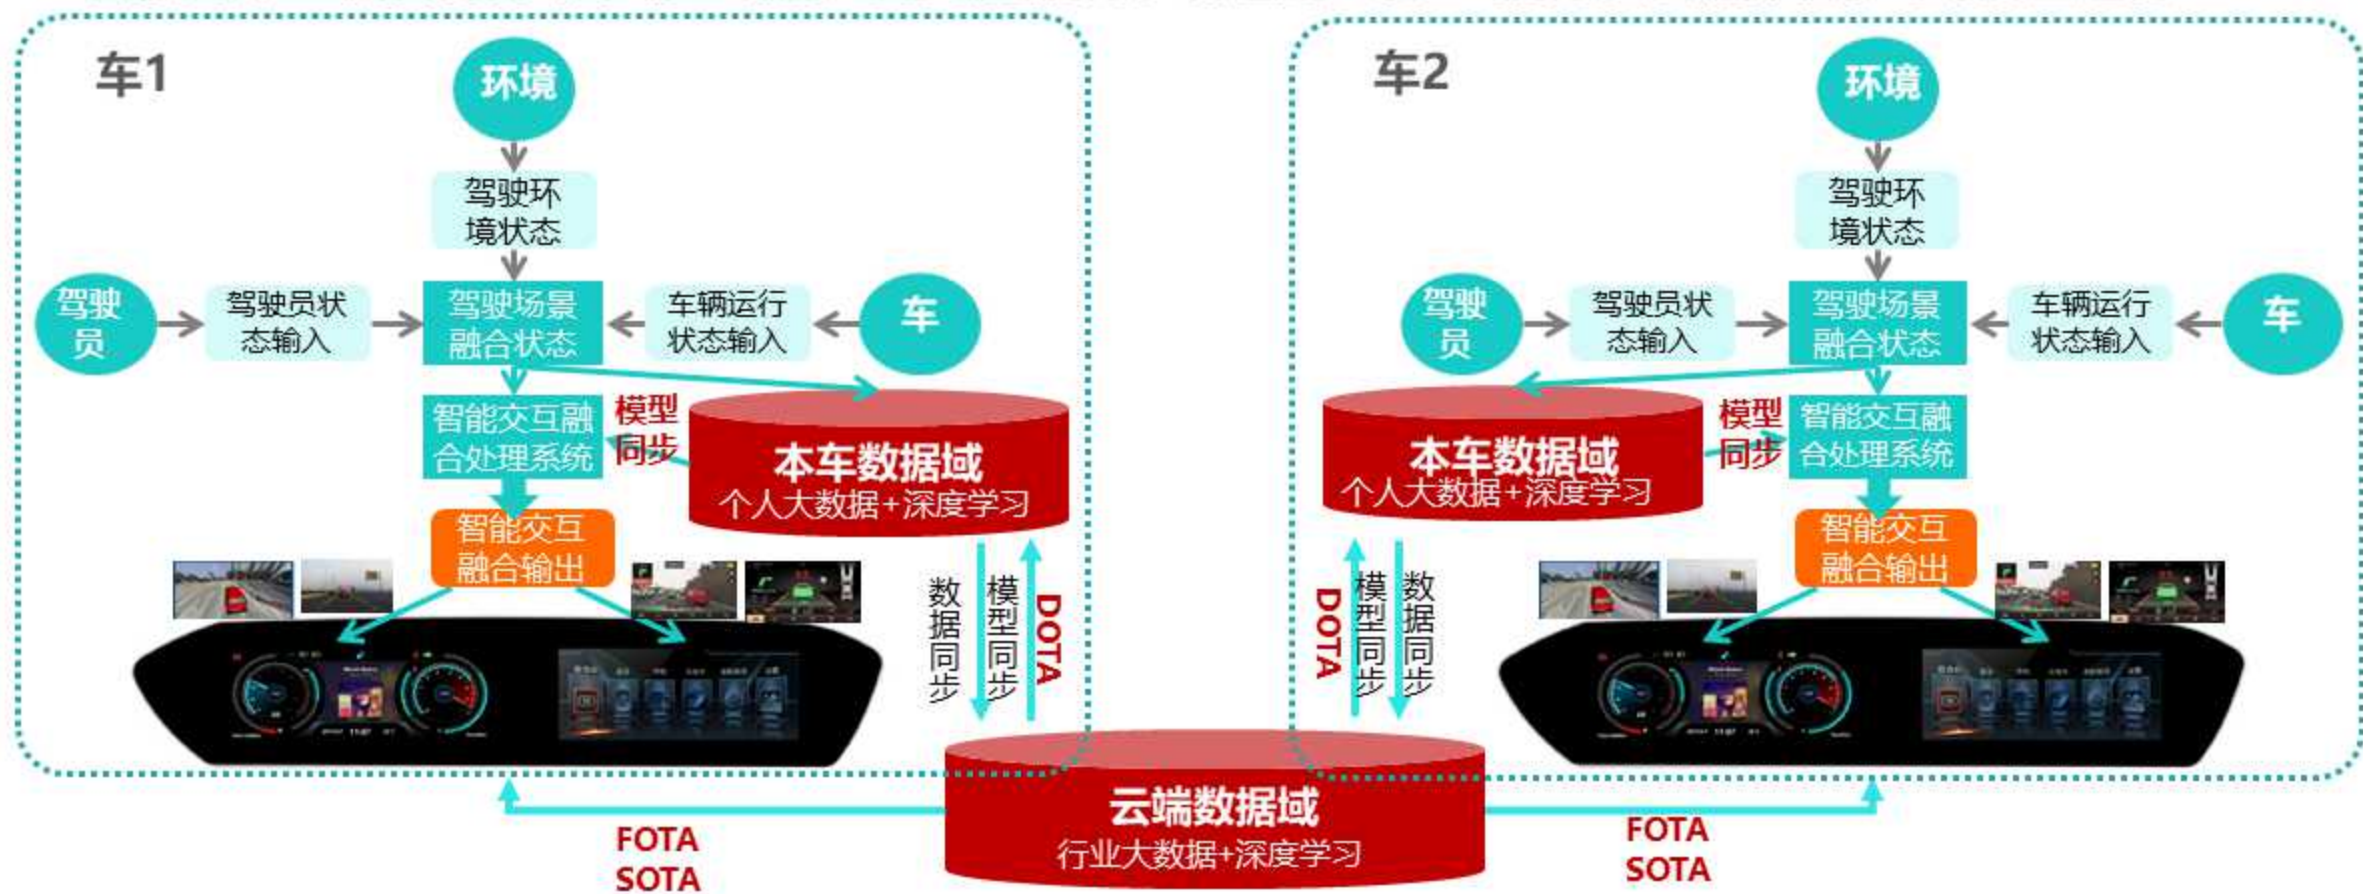 车1
环境
驾驶环
境状态
驾驶
员
驾驶员状
态输入
驾驶场景
融合状态
车辆运行
状态输入
车
智能交互融
合处理系统
模型
同步
本车数据域
个人大数据+深度学习
智能交互
融合输出
数据同步
模型同步
DOTA
车2
环境
驾驶环
境状态
驾驶
员
驾驶员状
态输入
驾驶场景
融合状态
车辆运行
状态输入
车
本车数据域
个人大数据+深度学习
模型
同步
智能交互融
合处理系统
智能交互
融合输出
DOTA
模型同步
数据同步
云端数据域
行业大数据+深度学习
FOTA
SOTA
FOTA
SOTA